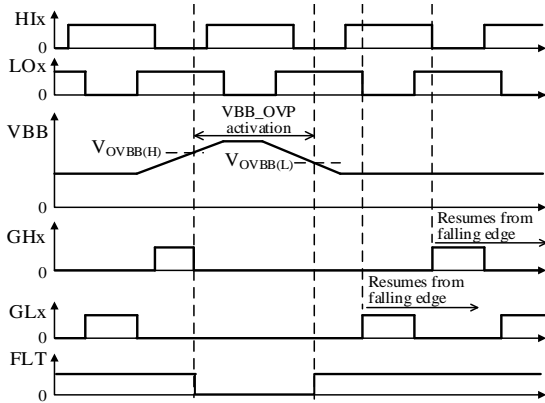 HIx
0
LOx
0
VBB
VBB_OVP
activation
VOVBB(H)
VOVBB(L)
0
GHx
Resumes from
falling edge
0
Resumes from
falling edge
GLx
0
FLT
0